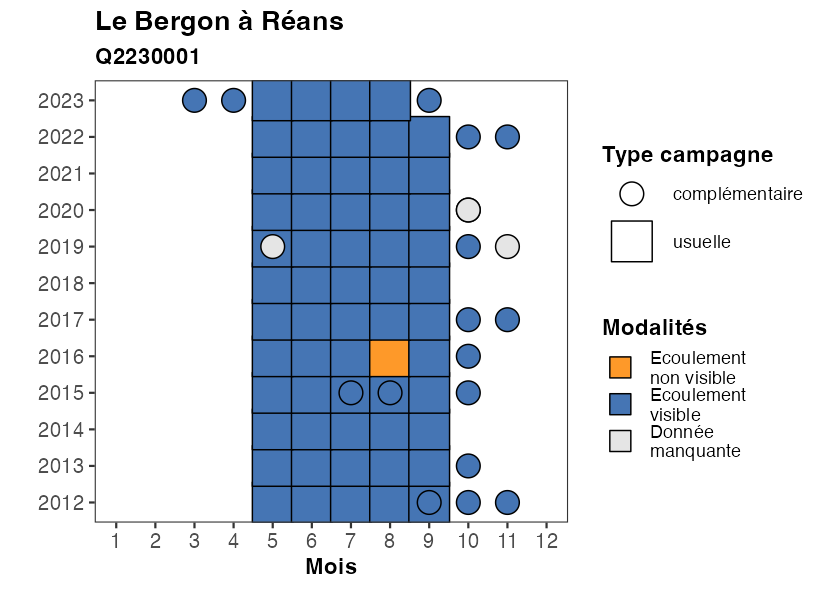 Le Bergon à Réans
Q2230001
2023
2022
2021
2020
2019
2018
2017
2016
2015
2014
2013
2012
1 2 3 4 5 6 7 8 9 10 11 12
Mois
Type campagne
complémentaire
usuelle
Modalités
Ecoulement
non visible
Ecoulement
visible
Donnée
manquante